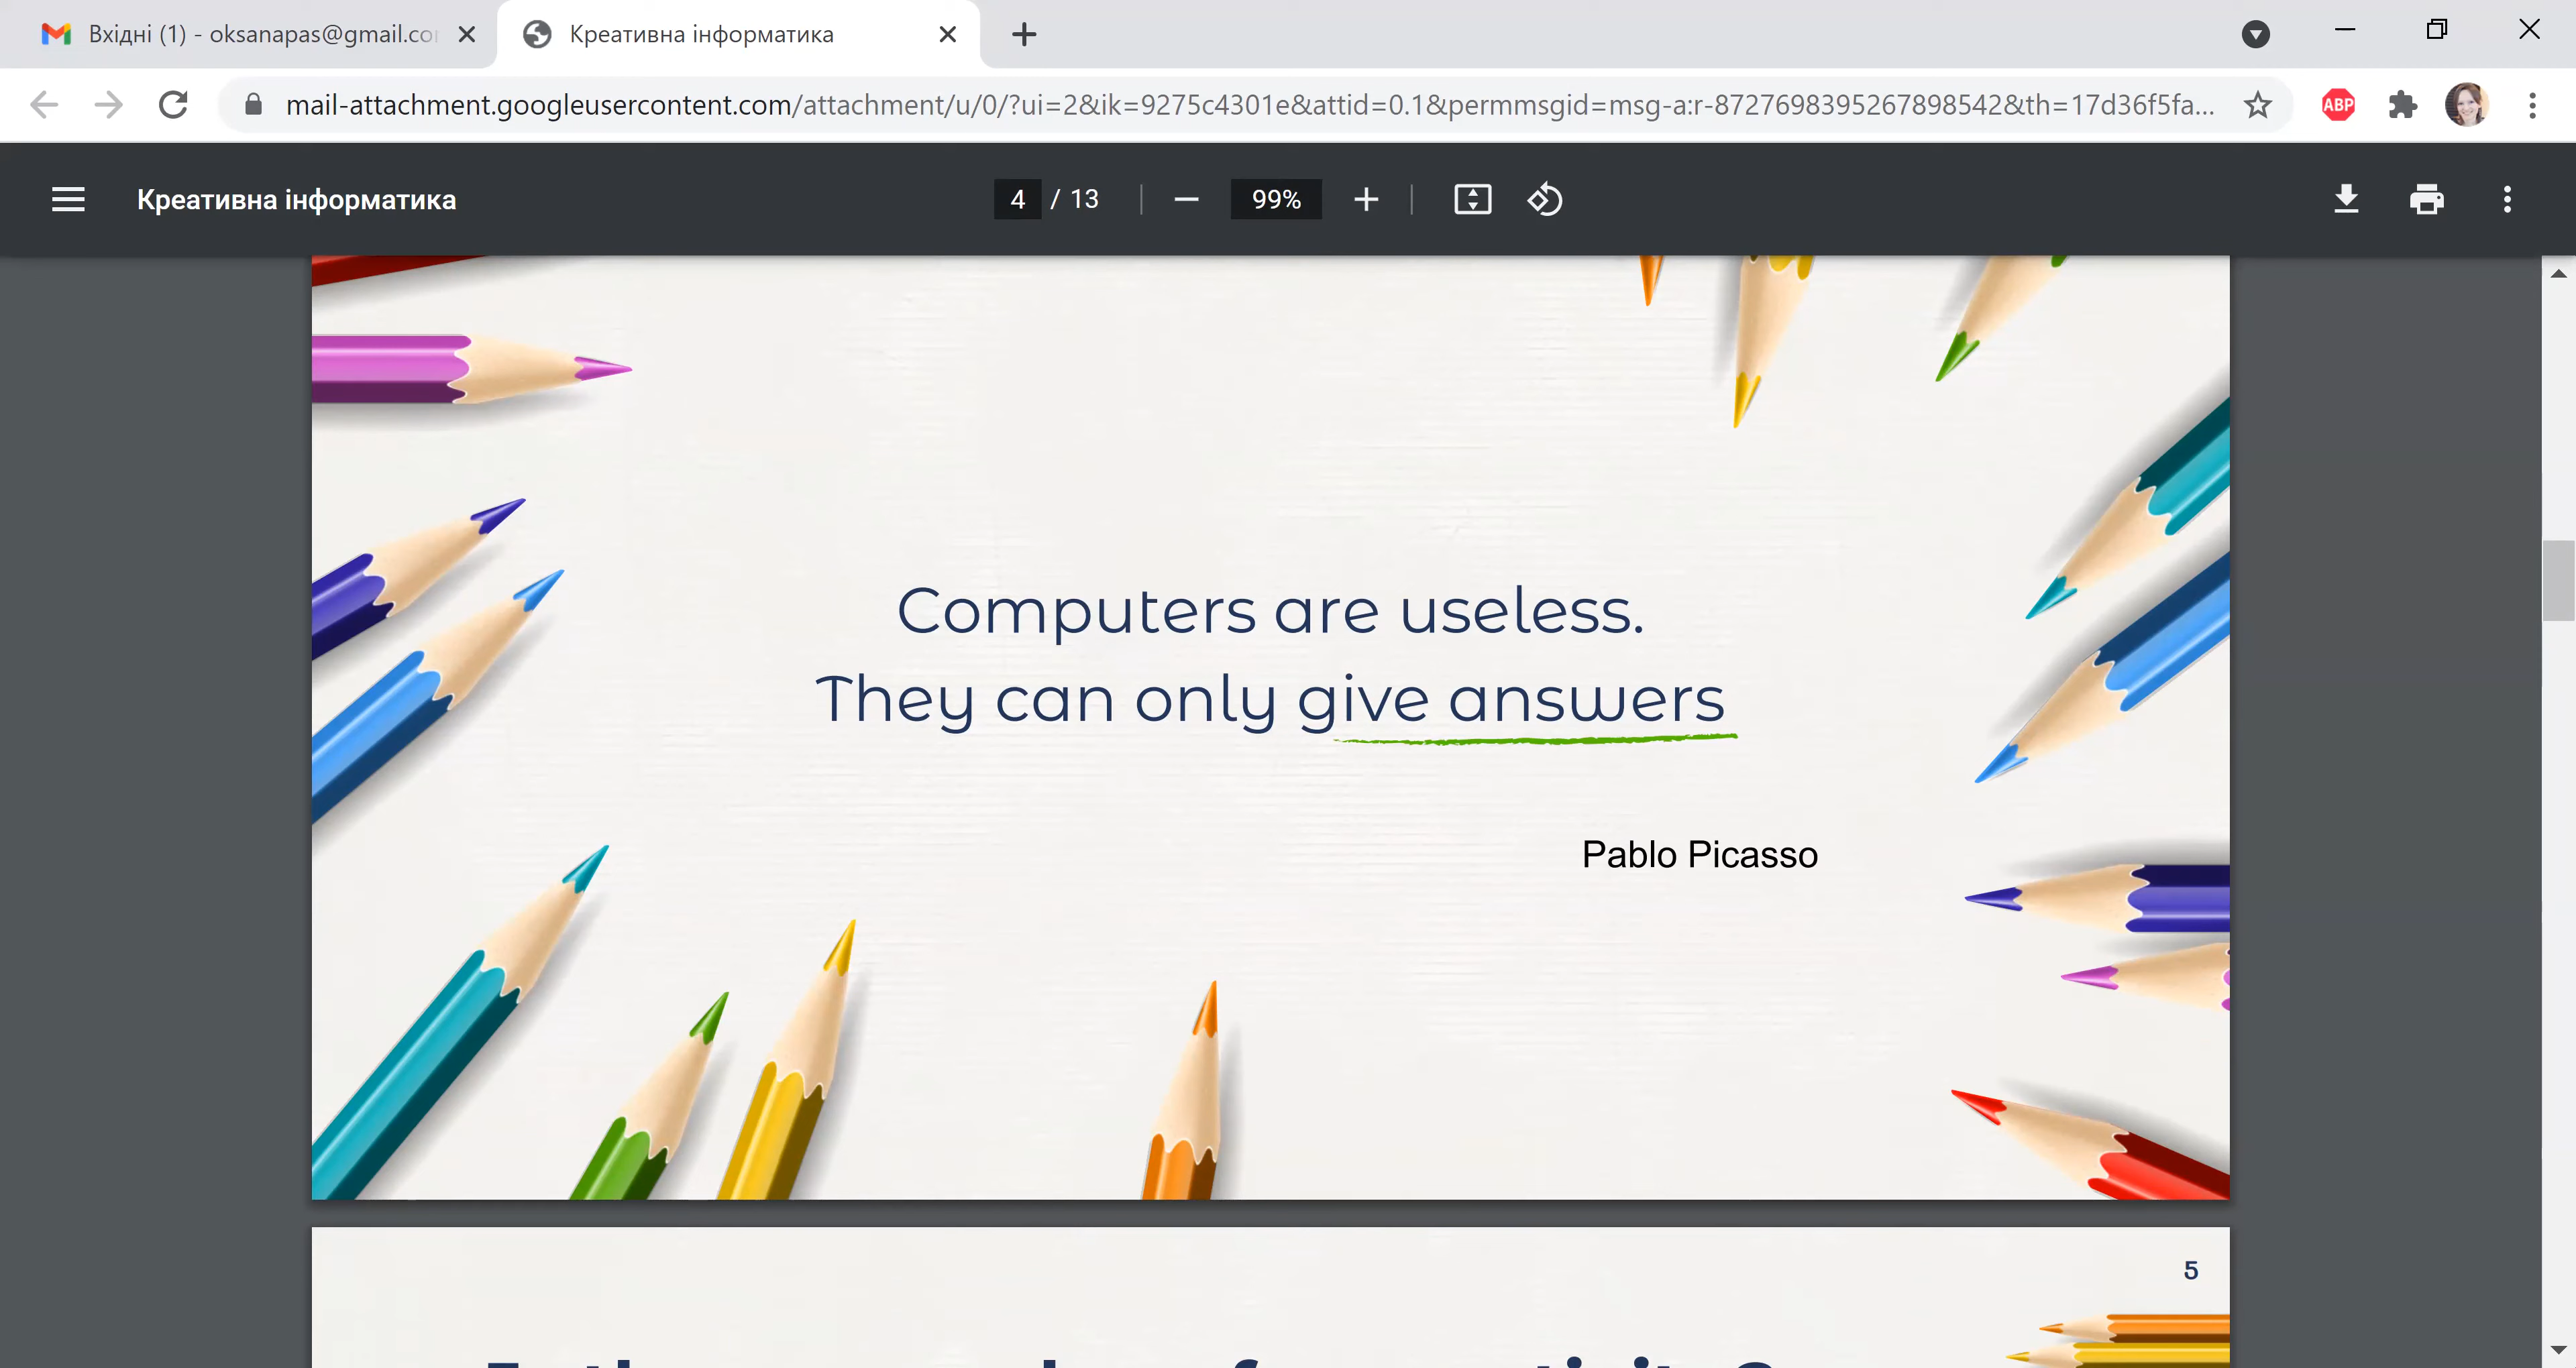 Вхідні (1) - oksanapas@gmail.co
Креативна інформатика
mail-attachment.googleusercontent.com/attachment/u/0/?ui=2&ik=9275c4301e&attid=0.1&permmsgid=msg-a:r-8727698395267898542&th=17d36f5fa...
ABP
Креативна інформатика
4 / 13
99%
Computers are useless.
They can only give answers
Pablo Picasso
5